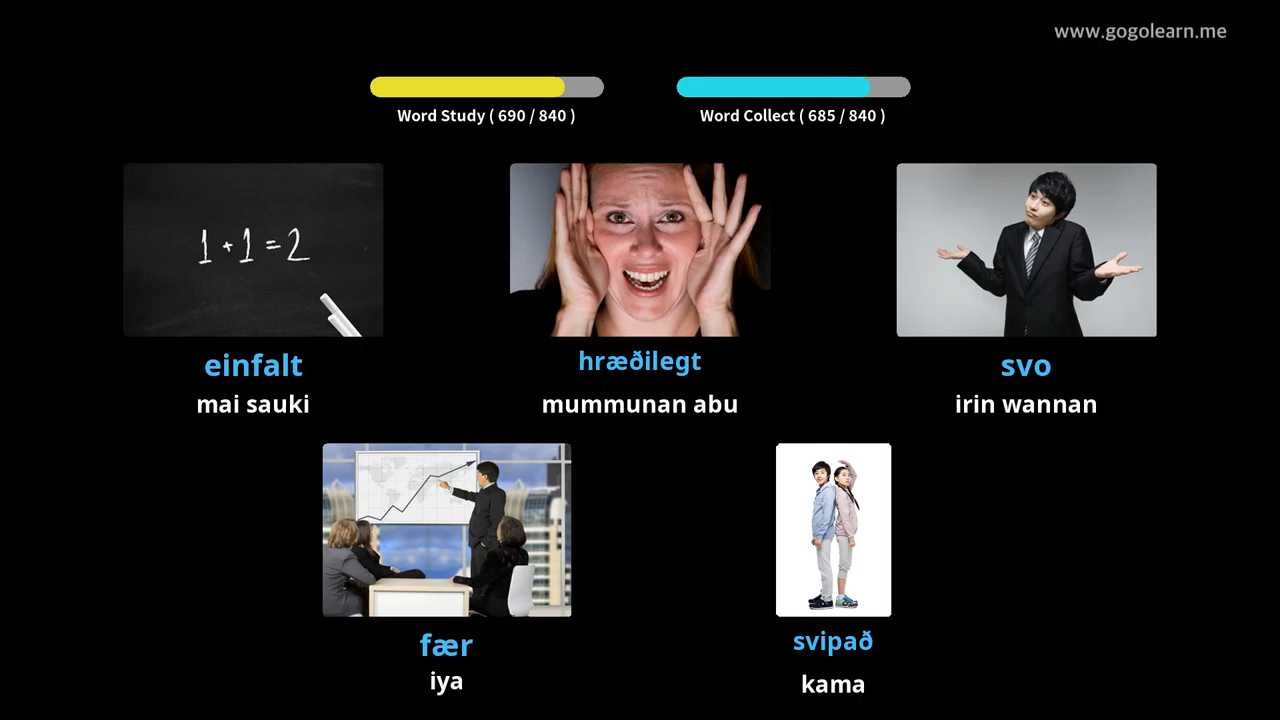 www.gogolearn.me
Word Study ( 690 / 840 )
Word Collect ( 685 / 840 )
1 + 1 = 2
einfalt
mai sauki
hræðilegt
mummunan abu
svo
irin wannan
fær
iya
svipað
kama